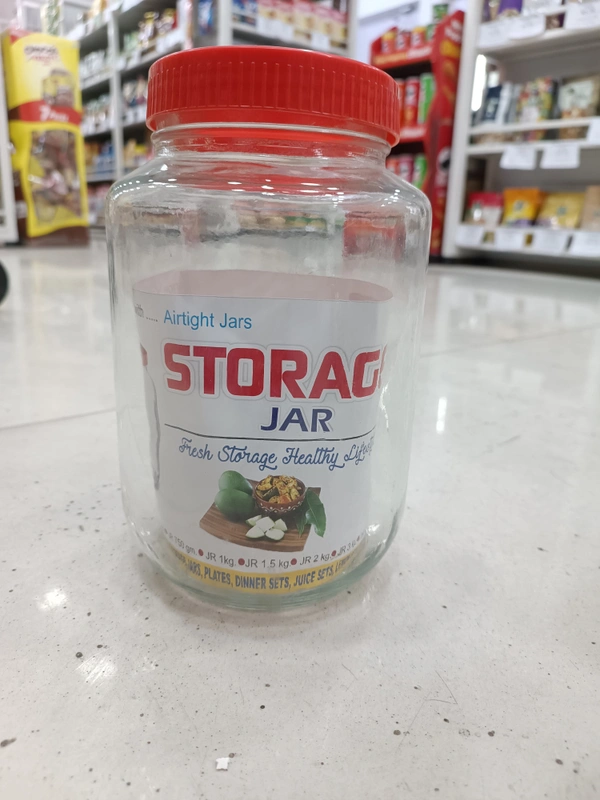 Airtight Jars
STORAG
JAR
Fresh Storage Healthy
JR 1kg. JR 1.5 kg. JR 2 kg.
JARS, PLATES, DINNER SETS, JUICE SETS,